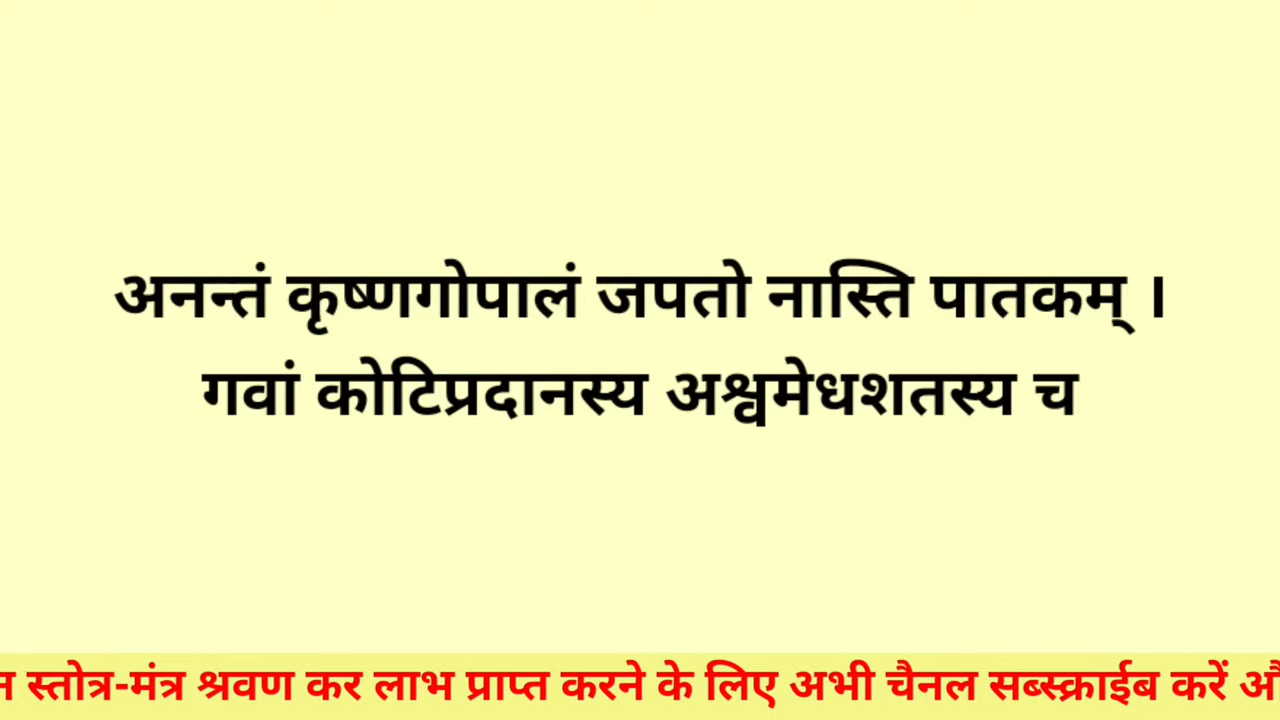 अनन्तं कृष्णगोपालं जपतो नास्ति पातकम् ।
गवां कोटिप्रदानस्य अश्वमेधशतस्य च
स्तोत्र-मंत्र श्रवण कर लाभ प्राप्त करने के लिए अभी चैनल सब्स्क्राईब करें